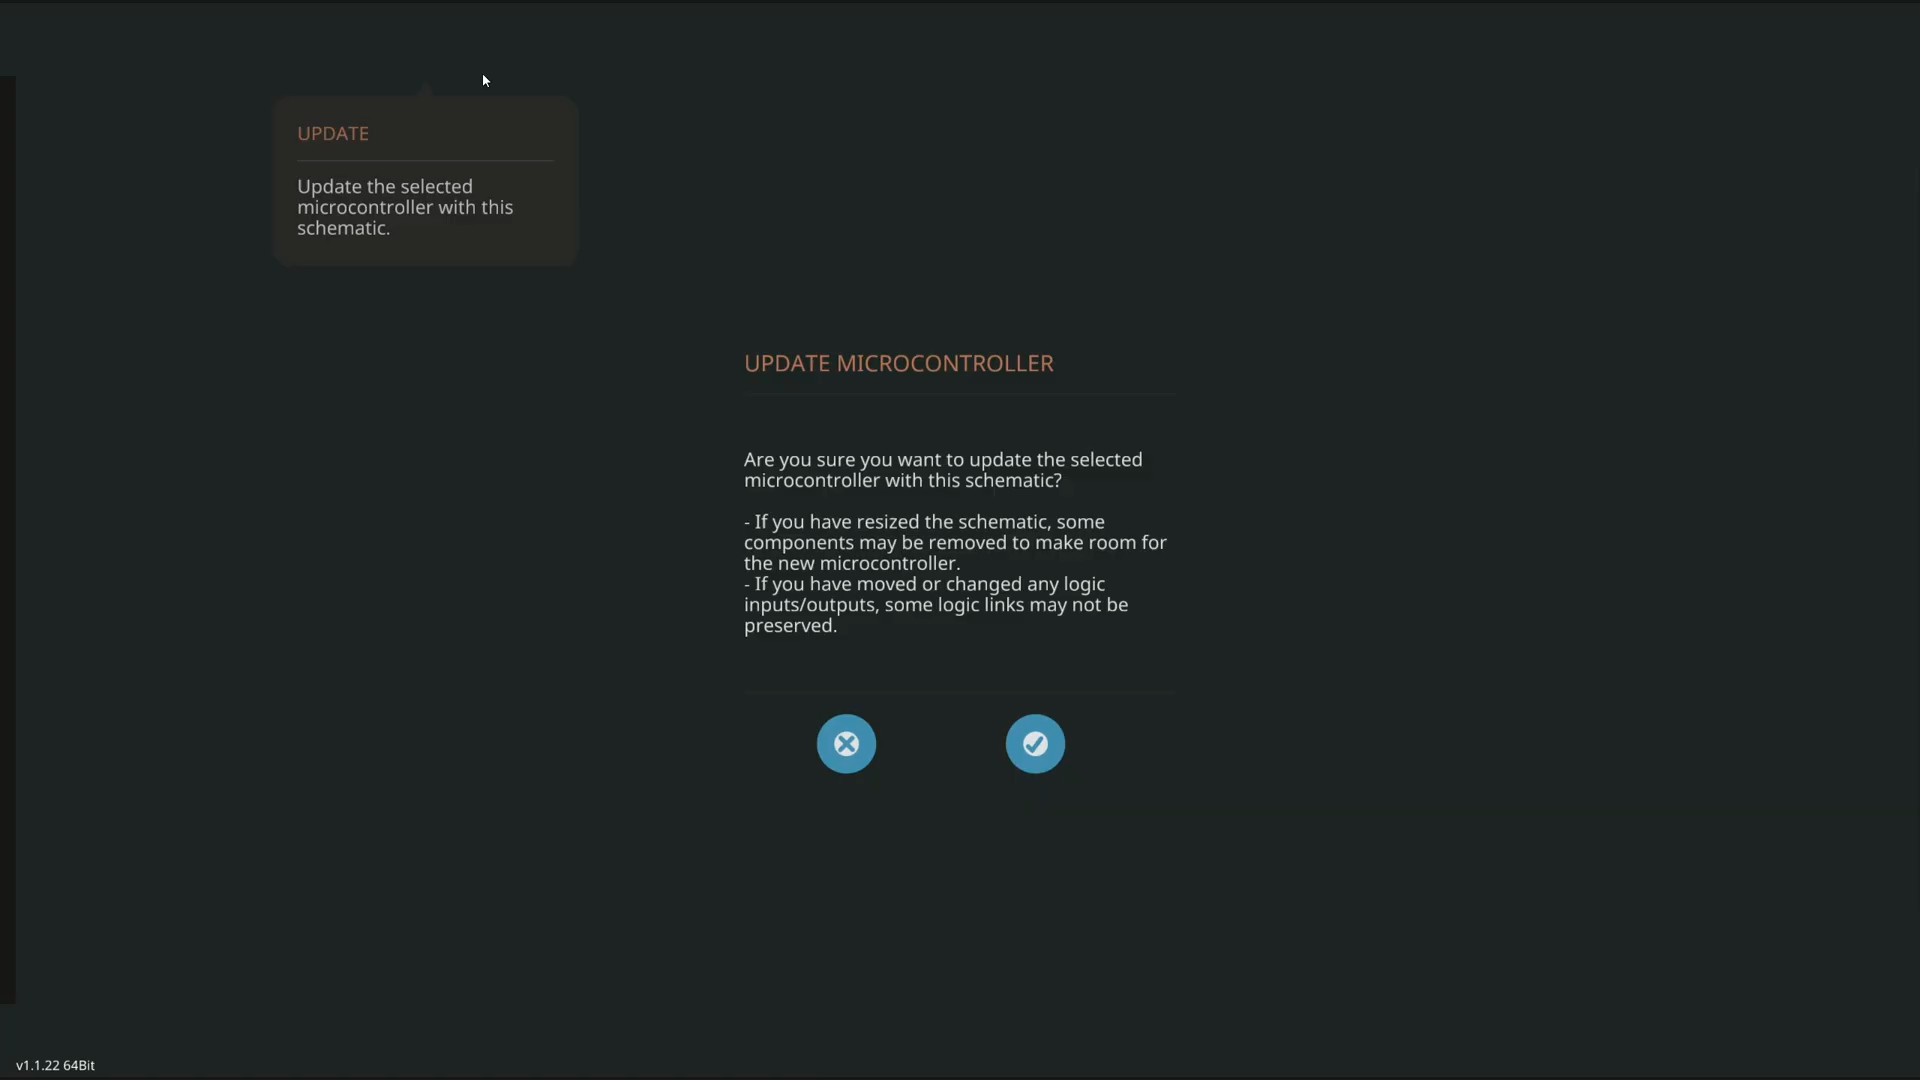 UPDATE
Update the selected
microcontroller with this
schematic.
UPDATE MICROCONTROLLER
Are you sure you want to update the selected
microcontroller with this schematic?
- If you have resized the schematic, some
components may be removed to make room for
the new microcontroller.
- If you have moved or changed any logic
inputs/outputs, some logic links may not be
preserved.
v1.1.22 64Bit